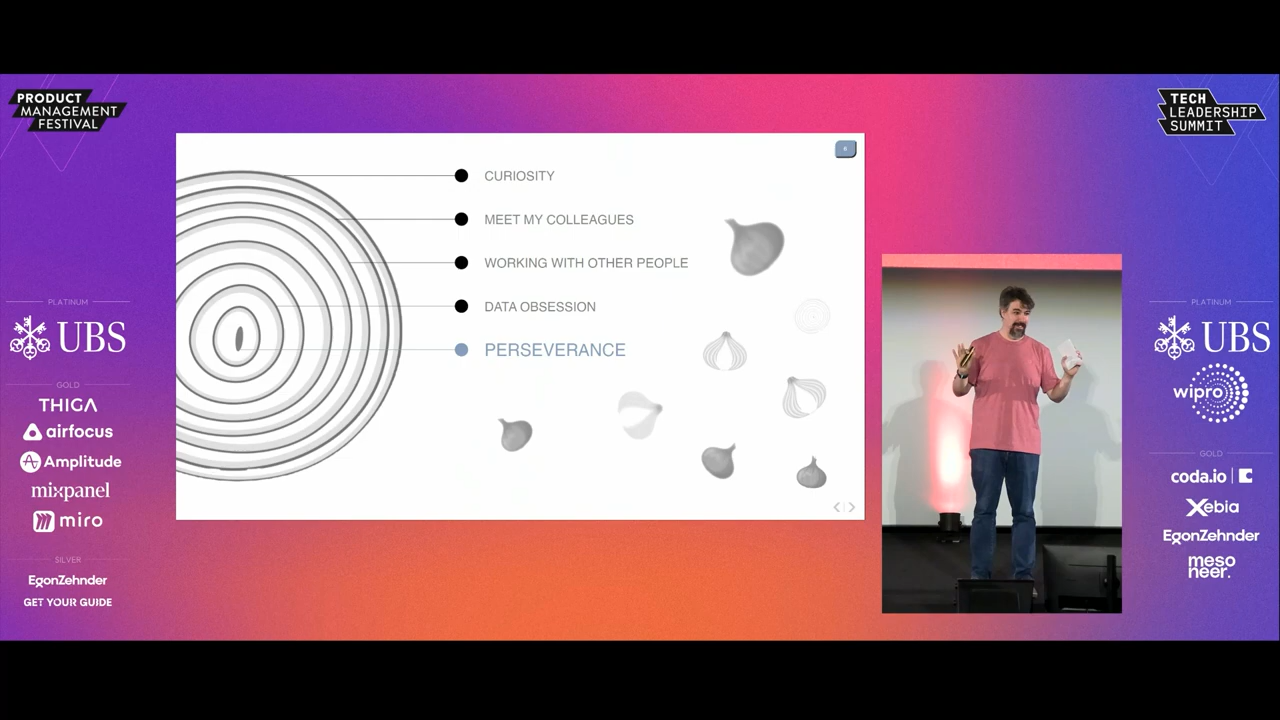 PRODUCT
MANAGEMENT
FESTIVAL
PLATINUM
UBS
GOLD
THIGA
airfocus
Amplitude
mixpanel
miro
SILVER
EgonZehnder
GET YOUR GUIDE
CURIOSITY
MEET MY COLLEAGUES
WORKING WITH OTHER PEOPLE
DATA OBSESSION
PERSEVERANCE
TECH
LEADERSHIP
SUMMIT
PLATINUM
UBS
wipro
GOLD
coda.io
Xebia
EgonZehnder
meso
neer.